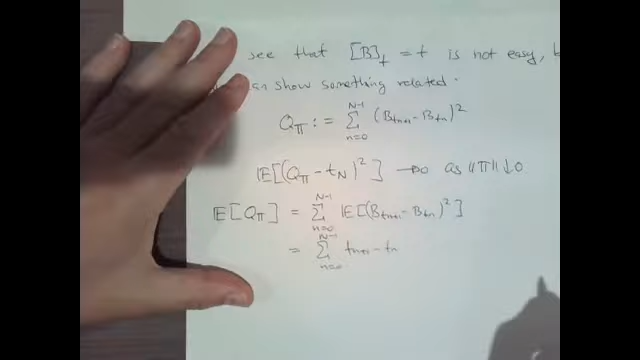 see that [B]_t = t is not easy,
an show something related.
Q_Π := Σ_{n=0}^{N-1} (B_{t_{n+1}} - B_{t_n})^2
𝔼[(Q_Π - t_N)^2] → 0 as ||Π|| ↓ 0
𝔼[Q_Π] = Σ_{n=0}^{N-1} 𝔼[(B_{t_{n+1}} - B_{t_n})^2]
= Σ_{n=0}^{N-1} t_{n+1} - t_n